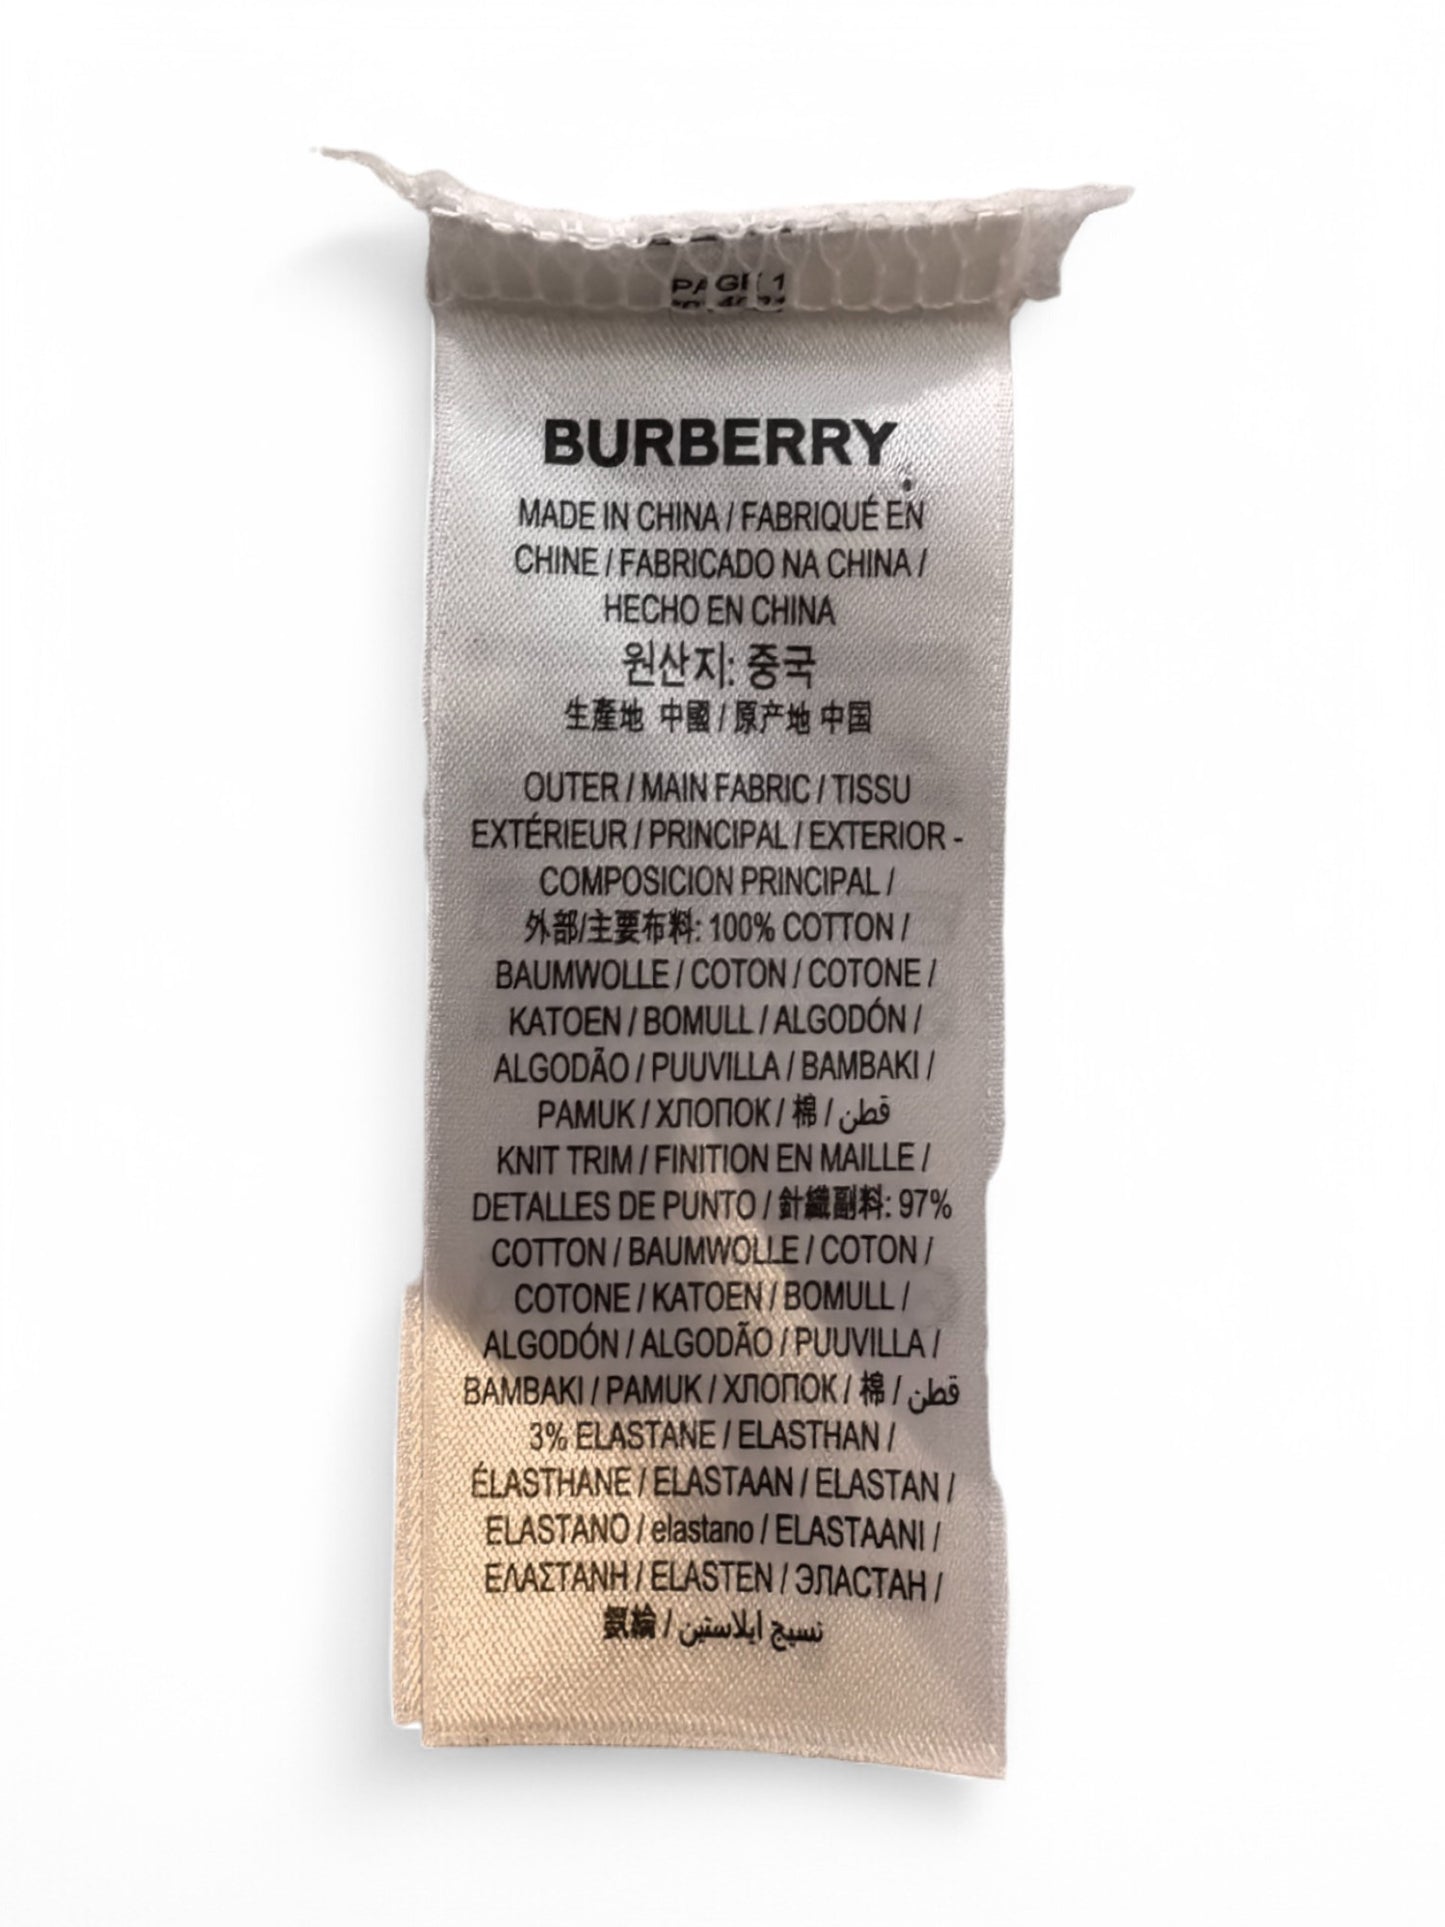 PAGE 1
BURBERRY
MADE IN CHINA / FABRIQUÉ EN
CHINE / FABRICADO NA CHINA /
HECHO EN CHINA
원산지: 중국
生產地 中國 / 原产地 中国
OUTER / MAIN FABRIC / TISSU
EXTÉRIEUR / PRINCIPAL / EXTERIOR -
COMPOSICION PRINCIPAL /
外部/主要布料: 100% COTTON /
BAUMWOLLE / COTON / COTONE /
KATOEN / BOMULL / ALGODÓN /
ALGODÃO / PUUVILLA / BAMBAKI /
PAMUK / ХЛОПОК / 棉 / قطن
KNIT TRIM / FINITION EN MAILLE /
DETALLES DE PUNTO / 針織副料: 97%
COTTON / BAUMWOLLE / COTON /
COTONE / KATOEN / BOMULL /
ALGODÓN / ALGODÃO / PUUVILLA /
BAMBAKI / PAMUK / ХЛОПОК / 棉 / قطن
3% ELASTANE / ELASTHAN /
ÉLASTHANE / ELASTAAN / ELASTAN /
ELASTANO / elastano / ELASTAANI /
ΕΛΑΣΤΑΝΗ / ELASTEN / ЭЛАСТАН /
氨綸 / نسيج ايلاستين